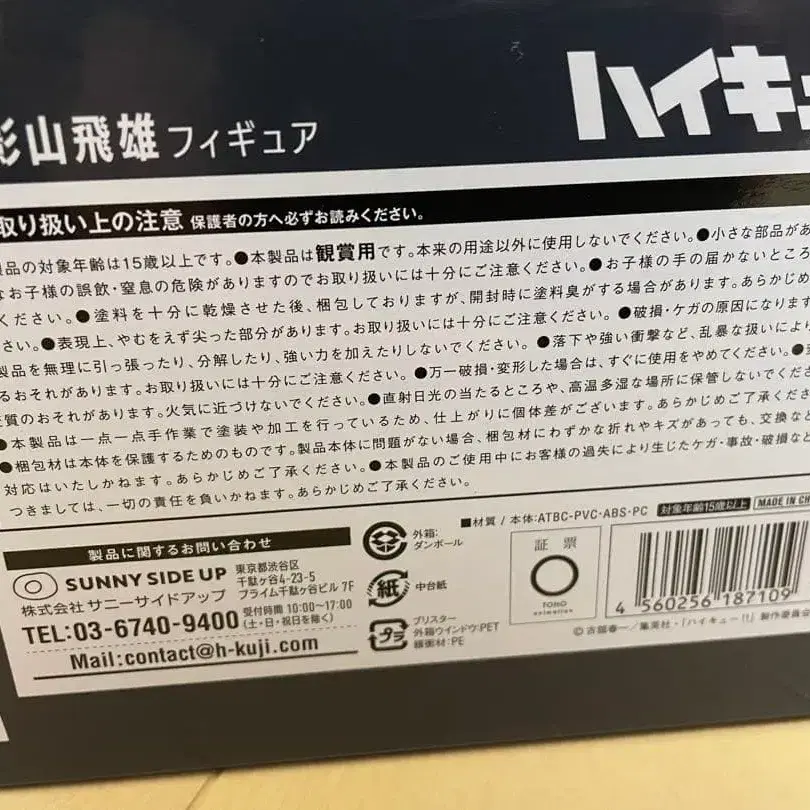 ハイキュ
影山飛雄フィギュア
取り扱い上の注意 保護者の方へ必ずお読みください。
製品の対象年齢は15歳以上です。●本製品は観賞用です。本来の用途以外に使用しないでください。●小さな部品があ
なお子様の誤飲・窒息の危険がありますのでお取り扱いには十分にご注意ください。●お子様の手の届かないところ
ください。●塗料を十分に乾燥させた後、梱包しておりますが、開封時に塗料臭がする場合があります。あらかじめ
さい。●表現上、やむをえず尖った部分があります。お取り扱いには十分にご注意ください。●破損・ケガの原因になります
製品を無理に引っ張ったり、分解したり、強い力を加えたりしないでください。●落下や強い衝撃など、乱暴な扱いにより
るおそれがあります。お取り扱いには十分にご注意ください。●万一破損・変形した場合は、すぐに使用をやめてください。●
変質のおそれがあります。火気に近づけないでください。●直射日光の当たるところや、高温多湿な場所に保管しないでくださ
●本製品は一点一点手作業で塗装や加工を行っているため、仕上がりに個体差がございます。あらかじめご了承ください。
●梱包材は本体を保護するためのものです。製品本体に問題がない場合、梱包材にわずかな折れやキズがあっても、交換など
対応はいたしかねます。あらかじめご了承ください。●本製品のご使用中にお客様の過失により生じたケガ・事故・破損など
つきましては、一切の責任を負いかねます。あらかじめご了承ください。
製品に関するお問い合わせ
SUNNY SIDE UP
株式会社 サニーサイドアップ
東京都渋谷区
千駄ヶ谷4-23-5
プライム千駄ヶ谷ビル 7F
TEL:03-6740-9400
受付時間 10:00〜17:00
(土・日・祝日を除く)
Mail:contact@h-kuji.com
外箱:
ダンボール
紙
中台紙
プラ
ブリスター
外箱ウインドウ:PET
緩衝材:PE
■材質 / 本体:ATBC-PVC・ABS・PC
対象年齢15歳以上
MADE IN CH
証票
TOHO
animation
4 560256 187109
©古舘春一／集英社・「ハイキュー!!」製作委員会